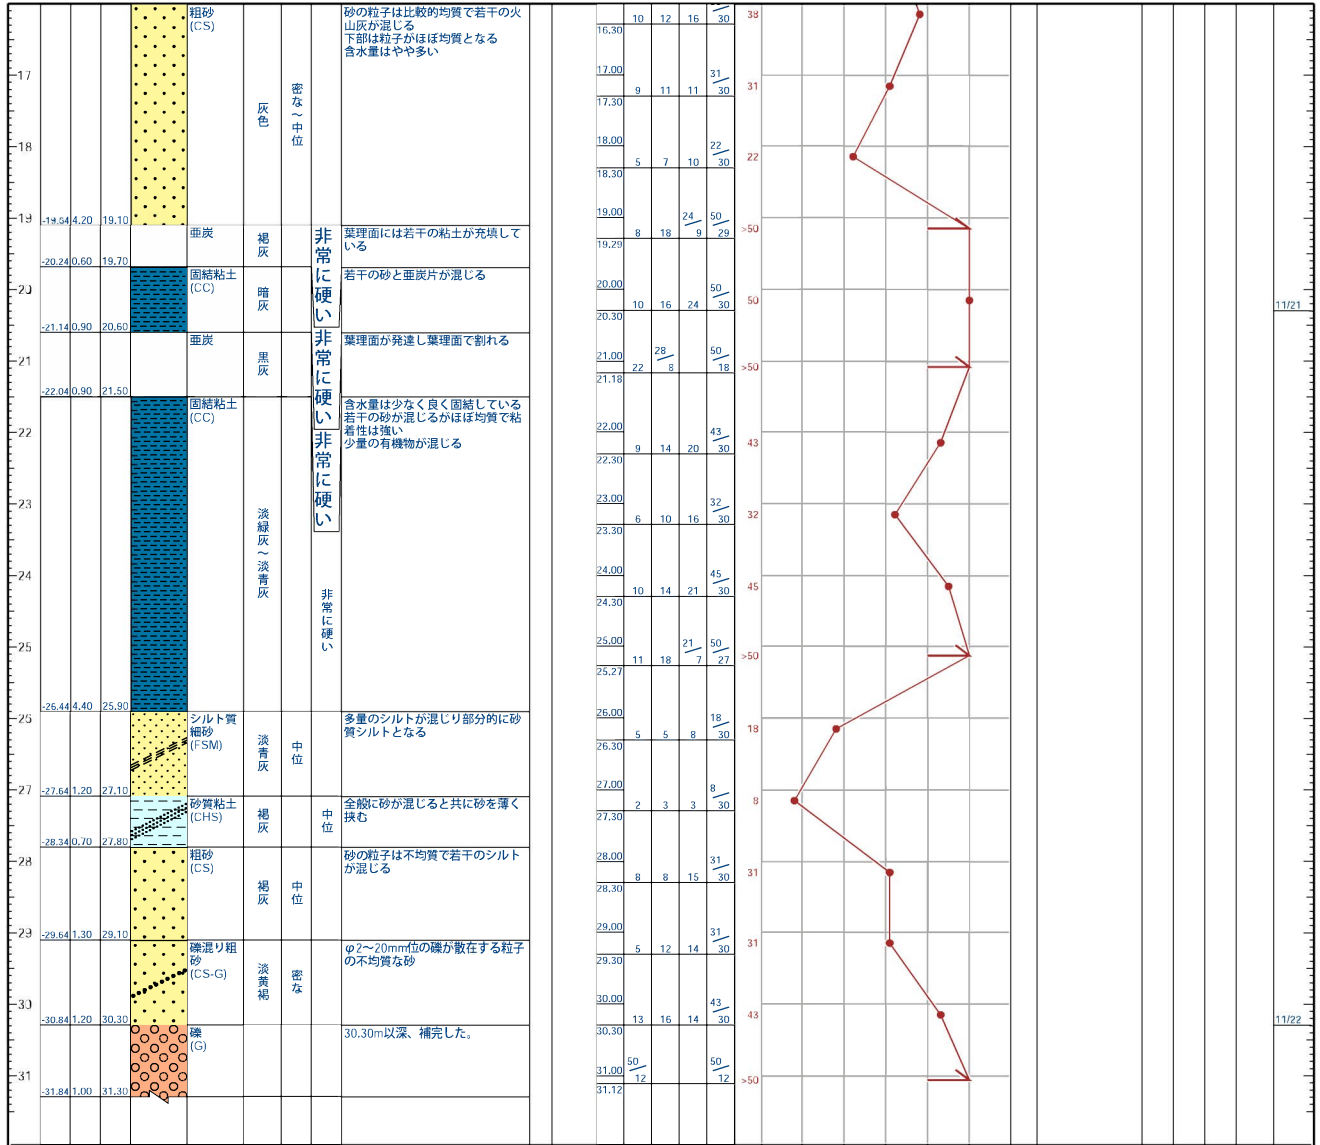 粗砂
(CS)
灰色
密な～中位
砂の粒子は比較的均質で若干の火
山灰が混じる
下部は粒子がほぼ均質となる
含水量はやや多い
-19.54 4.20 19.10
亜炭
褐灰
非常に硬い
葉理面には若干の粘土が充填して
いる
-20.24 0.60 19.70
固結粘土
(CC)
暗灰
若干の砂と亜炭片が混じる
-21.14 0.90 20.60
亜炭
黒灰
非常に硬い
葉理面が発達し葉理面で割れる
-22.04 0.90 21.50
固結粘土
(CC)
淡緑灰～淡青灰
非常に硬い
非常に硬い
含水量は少なく良く固結している
若干の砂が混じるがほぼ均質で粘
着性は強い
少量の有機物が混じる
-26.44 4.40 25.90
シルト質
細砂
(FSM)
淡青灰
中位
多量のシルトが混じり部分的に砂
質シルトとなる
-27.64 1.20 27.10
砂質粘土
(CHS)
褐灰
中位
全般に砂が混じると共に砂を薄く
挟む
-28.34 0.70 27.80
粗砂
(CS)
褐灰
中位
砂の粒子は不均質で若干のシルト
が混じる
-29.64 1.30 29.10
礫混り粗
砂
(CS-G)
淡黄褐
密な
φ2～20mm位の礫が散在する粒子
の不均質な砂
-30.84 1.20 30.30
礫
(G)
30.30m以深、補完した。
-31.84 1.00 31.30
17
18
19
20
21
22
23
24
25
26
27
28
29
30
31
10 12 16 30 38
16.30
17.00 9 11 11 31/30 31
17.30
18.00 5 7 10 22/30 22
18.30
19.00 8 18 24/9 50/29 >50
19.29
20.00 10 16 24 50/30 50
20.30
21.00 22 28/8 50/18 >50
21.18
22.00 9 14 20 43/30 43
22.30
23.00 6 10 16 32/30 32
23.30
24.00 10 14 21 45/30 45
24.30
25.00 11 18 21/7 50/27 >50
25.27
26.00 5 5 8 18/30 18
26.30
27.00 2 3 3 8/30 8
27.30
28.00 8 8 15 31/30 31
28.30
29.00 5 12 14 31/30 31
29.30
30.00 13 16 14 43/30 43
30.30
31.00 50/12 50/12 >50
31.12
11/21
11/22